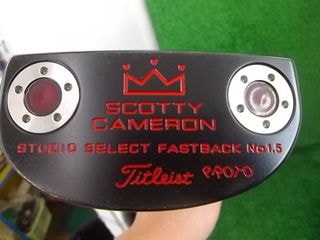 SCOTTY
CAMERON
STUDIO SELECT FASTBACK No1.5
Titleist